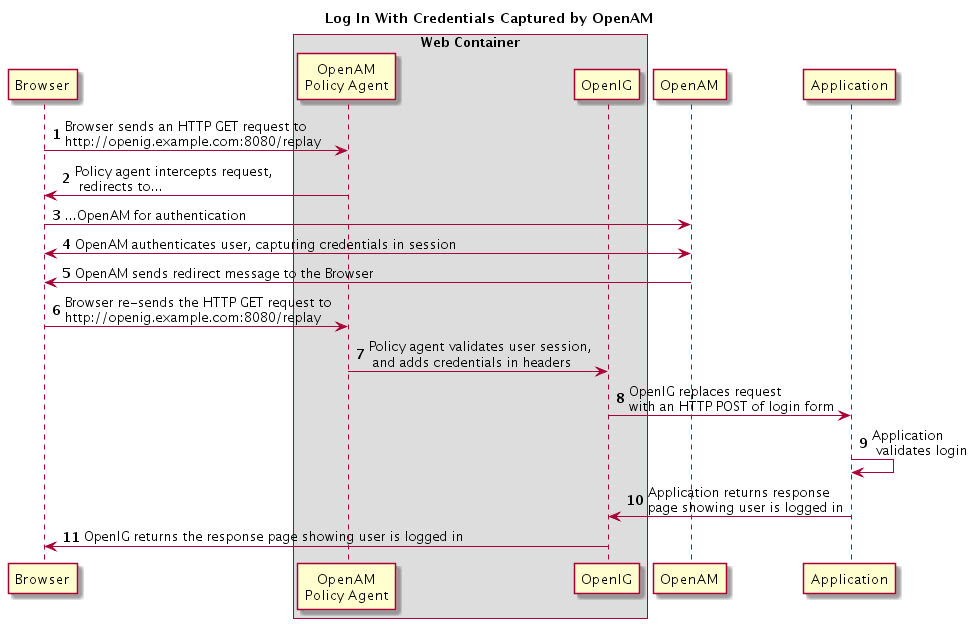 Log In With Credentials Captured by OpenAM
Web Container
Browser
OpenAM
Policy Agent
OpenIG
OpenAM
Application
1 Browser sends an HTTP GET request to
http://openig.example.com:8080/replay
2 Policy agent intercepts request,
redirects to...
3 ...OpenAM for authentication
4 OpenAM authenticates user, capturing credentials in session
5 OpenAM sends redirect message to the Browser
6 Browser re-sends the HTTP GET request to
http://openig.example.com:8080/replay
7 Policy agent validates user session,
and adds credentials in headers
8 OpenIG replaces request
with an HTTP POST of login form
9 Application
validates login
10 Application returns response
page showing user is logged in
11 OpenIG returns the response page showing user is logged in
Browser
OpenAM
Policy Agent
OpenIG
OpenAM
Application